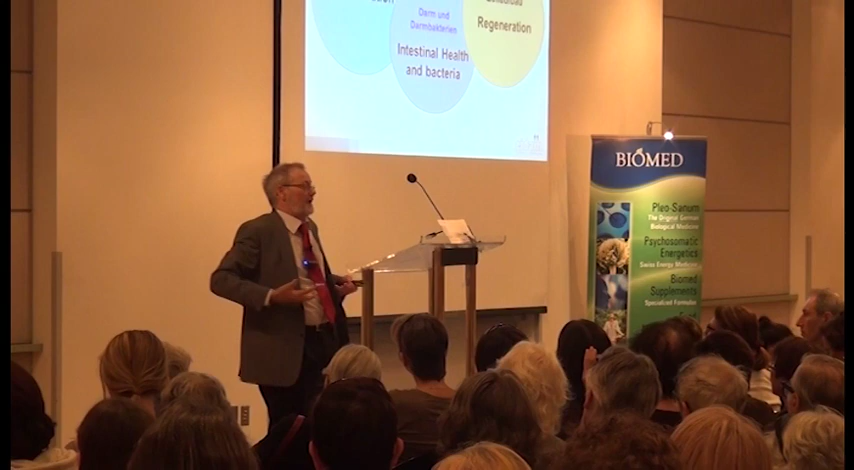 Darm und
Darmbakterien
Intestinal Health
and bacteria
Regeneration
BIOMED
Pleo-Sanum
The Original German
Biological Medicine
Psychosomatic
Energetics
Swiss Energy Medicine
Biomed
Supplements
Specialized Formulas